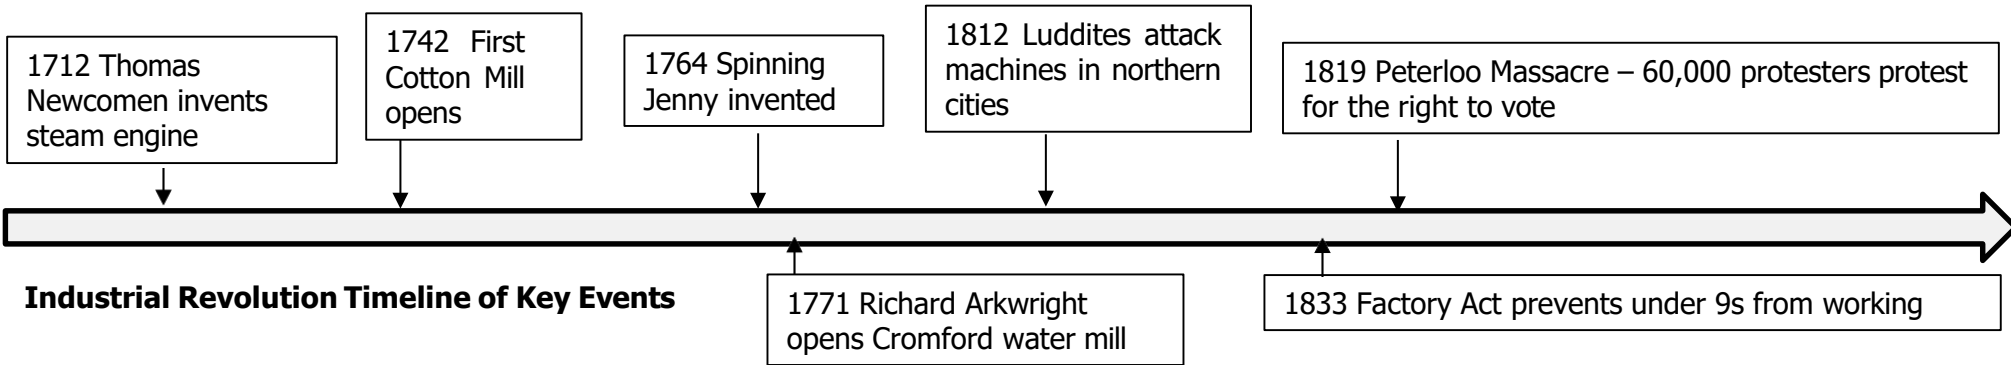 1712 Thomas
Newcomen invents
steam engine
1742 First
Cotton Mill
opens
1764 Spinning
Jenny invented
1812 Luddites attack
machines in northern
cities
1819 Peterloo Massacre – 60,000 protesters protest
for the right to vote
Industrial Revolution Timeline of Key Events
1771 Richard Arkwright
opens Cromford water mill
1833 Factory Act prevents under 9s from working